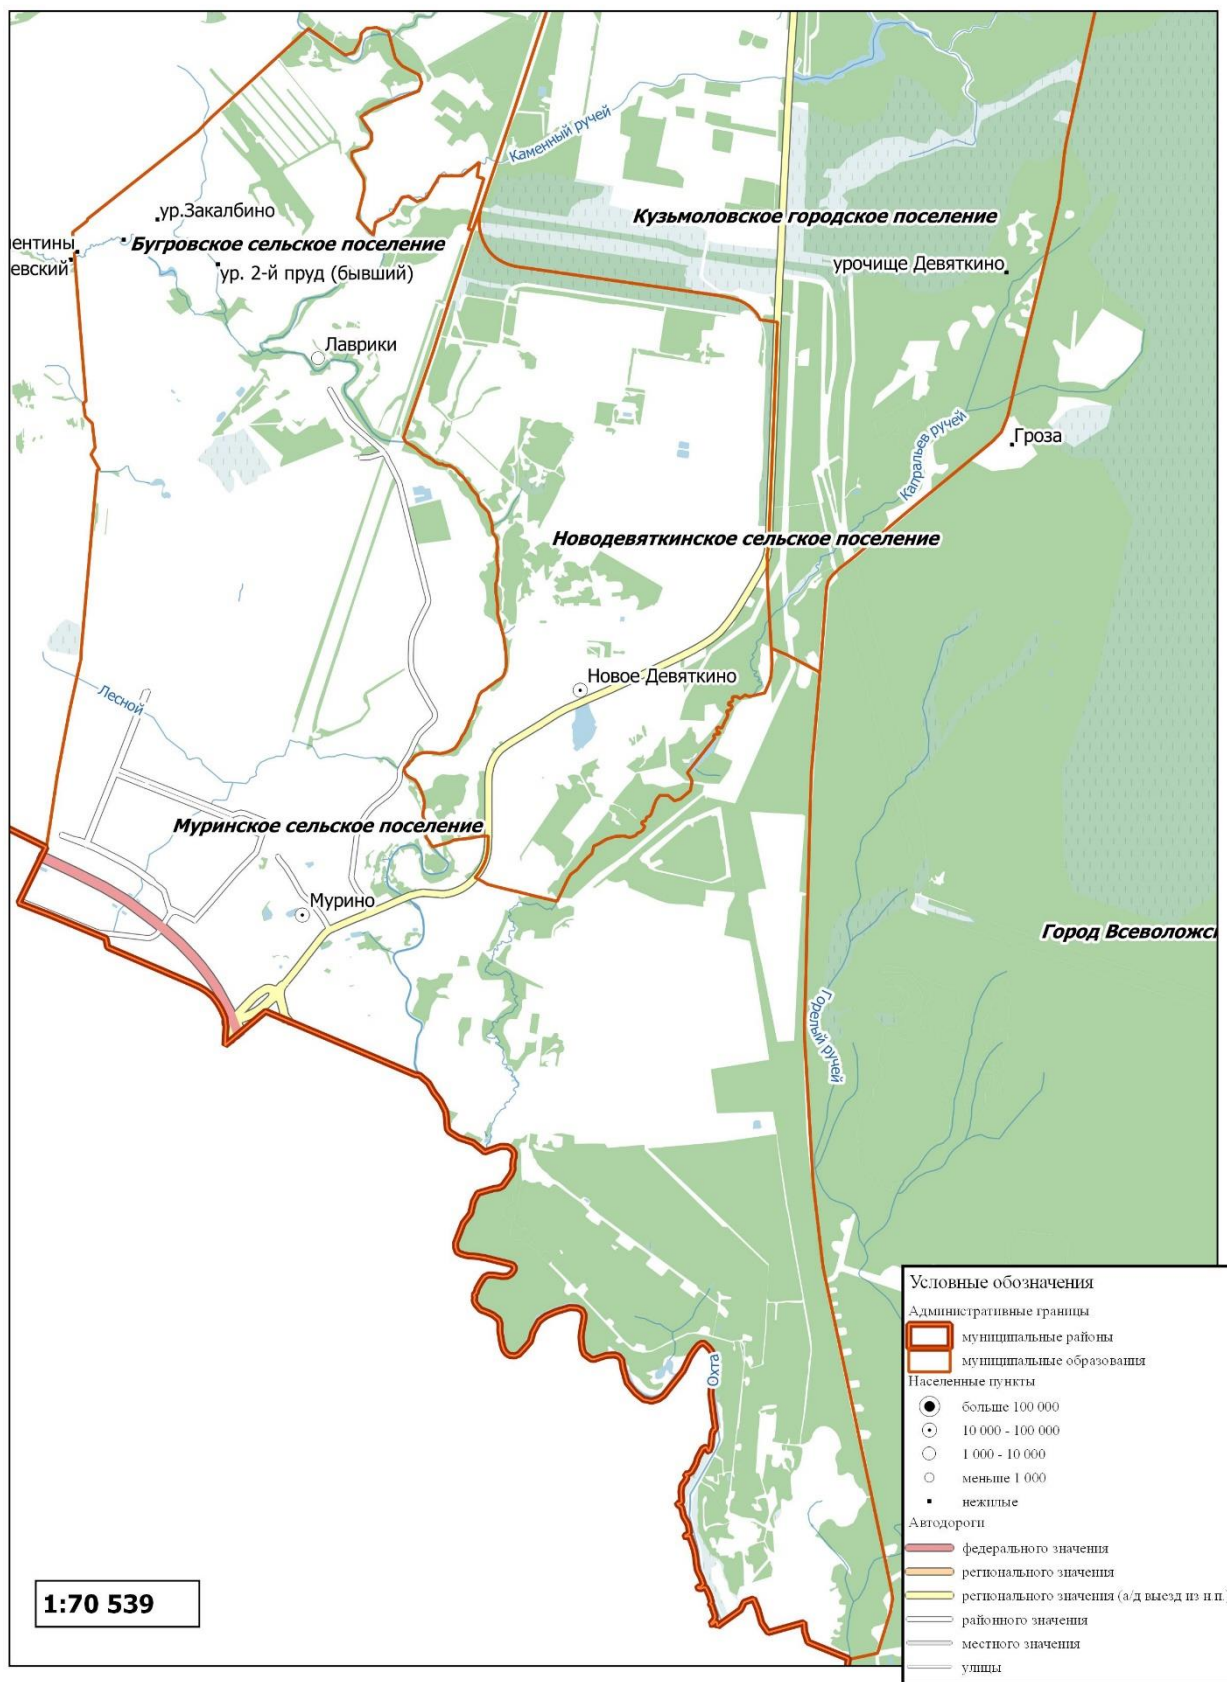 Каменный ручей
ур.Закалбино
Кузьмоловское городское поселение
ентины
Бугровское сельское поселение
евский
ур. 2-й пруд (бывший)
урочище Девяткино
Лаврики
Гроза
Капральев ручей
Новодевяткинское сельское поселение
Новое Девяткино
Лесной
Муринское сельское поселение
Мурино
Город Всеволожс
Горелый ручей
Охта
Условные обозначения
Административные границы
муниципальные районы
муниципальные образования
Населенные пункты
больше 100 000
10 000 - 100 000
1 000 - 10 000
меньше 1 000
нежилые
Автодороги
федерального значения
регионального значения
регионального значения (а/д выезд из н.п.
районного значения
местного значения
улицы
1:70 539